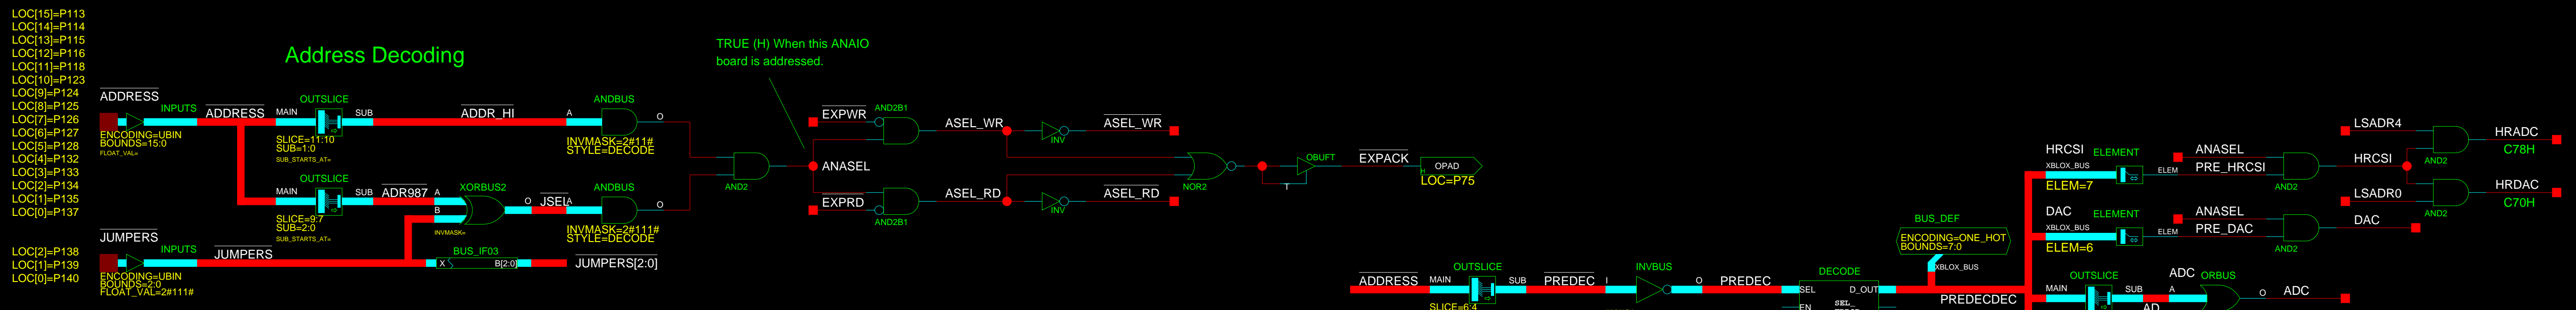 LOC[15]=P113
LOC[14]=P114
LOC[13]=P115
LOC[12]=P116
LOC[11]=P118
LOC[10]=P123
LOC[9]=P124
LOC[8]=P125
LOC[7]=P126
LOC[6]=P127
LOC[5]=P128
LOC[4]=P132
LOC[3]=P133
LOC[2]=P134
LOC[1]=P135
LOC[0]=P137
LOC[2]=P138
LOC[1]=P139
LOC[0]=P140
Address Decoding
ADDRESS
INPUTS
ENCODING=UBIN
BOUNDS=15:0
FLOAT_VAL=
ADDRESS
OUTSLICE
MAIN
SUB
SLICE=11:10
SUB=1:0
SUB_STARTS_AT=
ADDR_HI
ANDBUS
A
O
INVMASK=2#11#
STYLE=DECODE
OUTSLICE
MAIN
SUB
SLICE=9:7
SUB=2:0
SUB_STARTS_AT=
ADR987
XORBUS2
A
B
O
INVMASK=
JSEL
ANDBUS
A
O
INVMASK=2#111#
STYLE=DECODE
JUMPERS
INPUTS
ENCODING=UBIN
BOUNDS=2:0
FLOAT_VAL=2#111#
JUMPERS
BUS_IF03
X
B[2:0]
JUMPERS[2:0]
TRUE (H) When this ANAIO
board is addressed.
AND2
ANASEL
EXPWR
AND2B1
ASEL_WR
INV
ASEL_WR
EXPRD
AND2B1
ASEL_RD
INV
ASEL_RD
NOR2
OBUFT
T
EXPACK
OPAD
H
LOC=P75
ADDRESS
OUTSLICE
MAIN
SUB
SLICE=6:4
PREDEC
INVBUS
I
O
PREDEC
DECODE
SEL
D_OUT
EN
SEL_
BUS_DEF
ENCODING=ONE_HOT
BOUNDS=7:0
XBLOX_BUS
PREDECDEC
HRCSI
XBLOX_BUS
ELEMENT
ELEM
ELEM=7
ANASEL
PRE_HRCSI
AND2
HRCSI
LSADR4
AND2
HRADC
C78H
LSADR0
AND2
HRDAC
C70H
DAC
XBLOX_BUS
ELEMENT
ELEM
ELEM=6
ANASEL
PRE_DAC
AND2
DAC
OUTSLICE
MAIN
SUB
AD
ADC
ORBUS
A
O
ADC